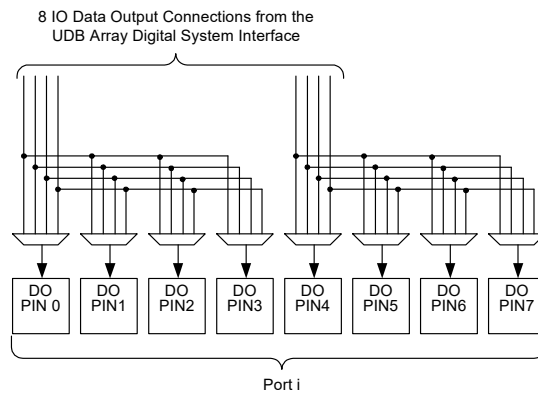 8 IO Data Output Connections from the
UDB Array Digital System Interface
DO
PIN 0
DO
PIN1
DO
PIN2
DO
PIN3
DO
PIN4
DO
PIN5
DO
PIN6
DO
PIN7
Port i